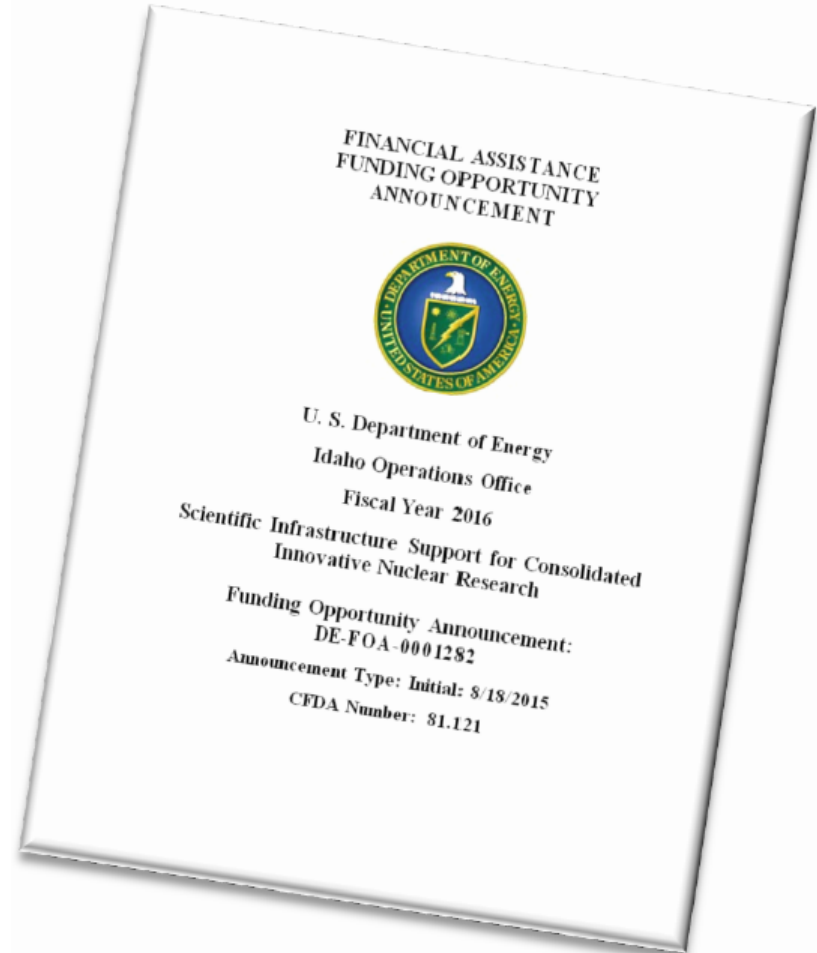 FINANCIAL ASSISTANCE
FUNDING OPPORTUNITY
ANNOUNCEMENT
DEPARTMENT OF ENERGY
UNITED STATES OF AMERICA
U. S. Department of Energy
Idaho Operations Office
Fiscal Year 2016
Scientific Infrastructure Support for Consolidated
Innovative Nuclear Research
Funding Opportunity Announcement:
DE-FOA-0001282
Announcement Type: Initial: 8/18/2015
CFDA Number: 81.121